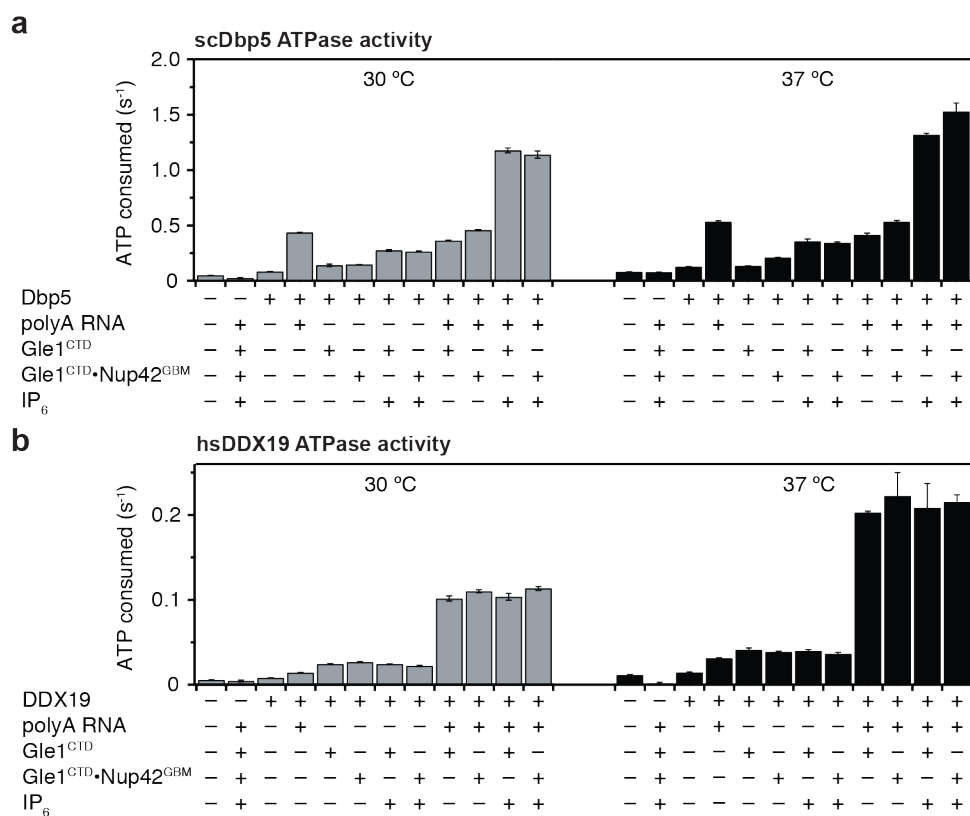 a
scDbp5 ATPase activity
30 ºC 37 ºC
ATP consumed (s⁻¹)
2.0
1.5
1.0
0.5
0
Dbp5 − − + + + + + + + + + + − − + + + + + + + + + +
polyA RNA − + − + − − − − + + + + − + − + − − − − + + + +
Gle1ᶜᵀᴰ − + − − + − + − + − + − − + − − + − + − + − + −
Gle1ᶜᵀᴰ•Nup42ᴳᴮᴹ − + − − − + − + − + − + − + − − − + − + − + − +
IP₆ − + − − − − + + − − + + − + − − − − + + − − + +
b
hsDDX19 ATPase activity
30 ºC 37 ºC
ATP consumed (s⁻¹)
0.2
0.1
0
DDX19 − − + + + + + + + + + + − − + + + + + + + + + +
polyA RNA − + − + − − − − + + + + − + − + − − − − + + + +
Gle1ᶜᵀᴰ − + − − + − + − + − + − − + − − + − + − + − + −
Gle1ᶜᵀᴰ•Nup42ᴳᴮᴹ − + − − − + − + − + − + − + − − − + − + − + − +
IP₆ − + − − − − + + − − + + − + − − − − + + − − + +